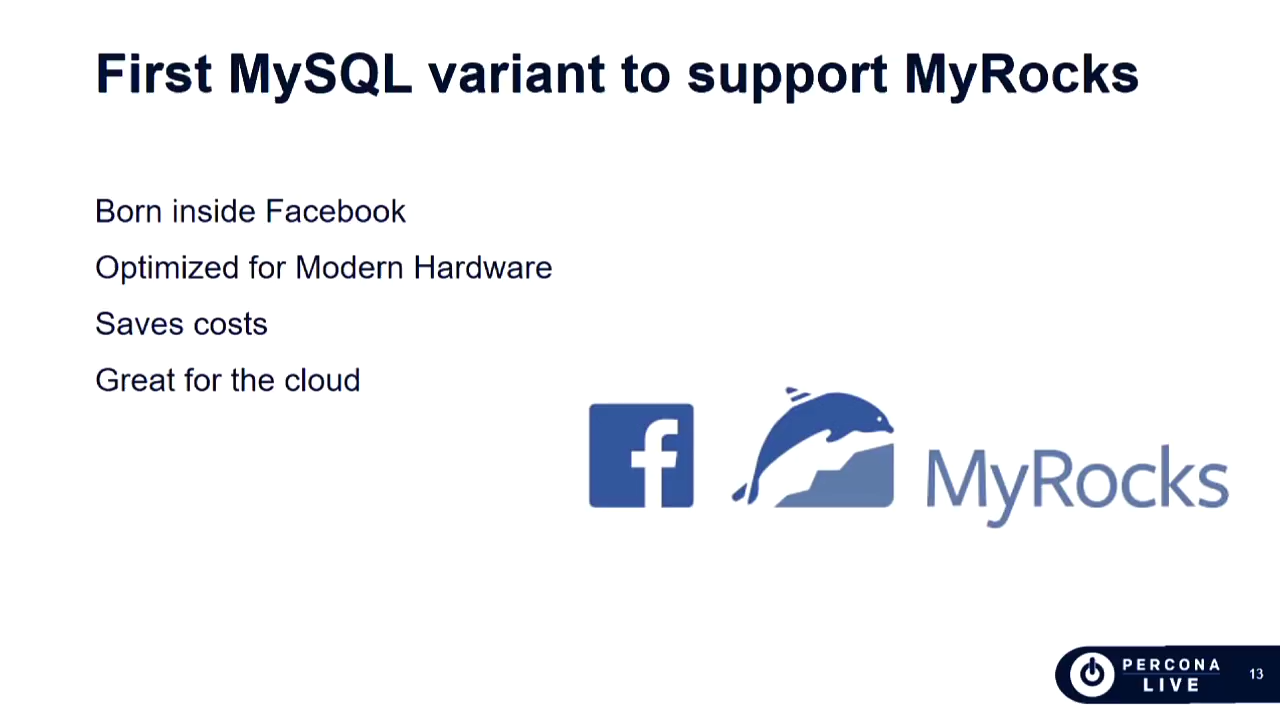 First MySQL variant to support MyRocks
Born inside Facebook
Optimized for Modern Hardware
Saves costs
Great for the cloud
f
MyRocks
PERCONA
LIVE
13